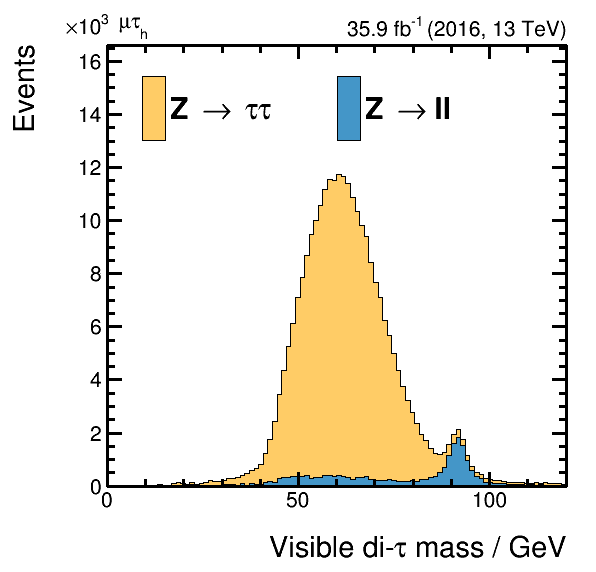 ×10³ μτₕ
35.9 fb⁻¹ (2016, 13 TeV)
Events
16
14
12
10
8
6
4
2
0
Z → ττ
Z → ll
0
50
100
Visible di-τ mass / GeV